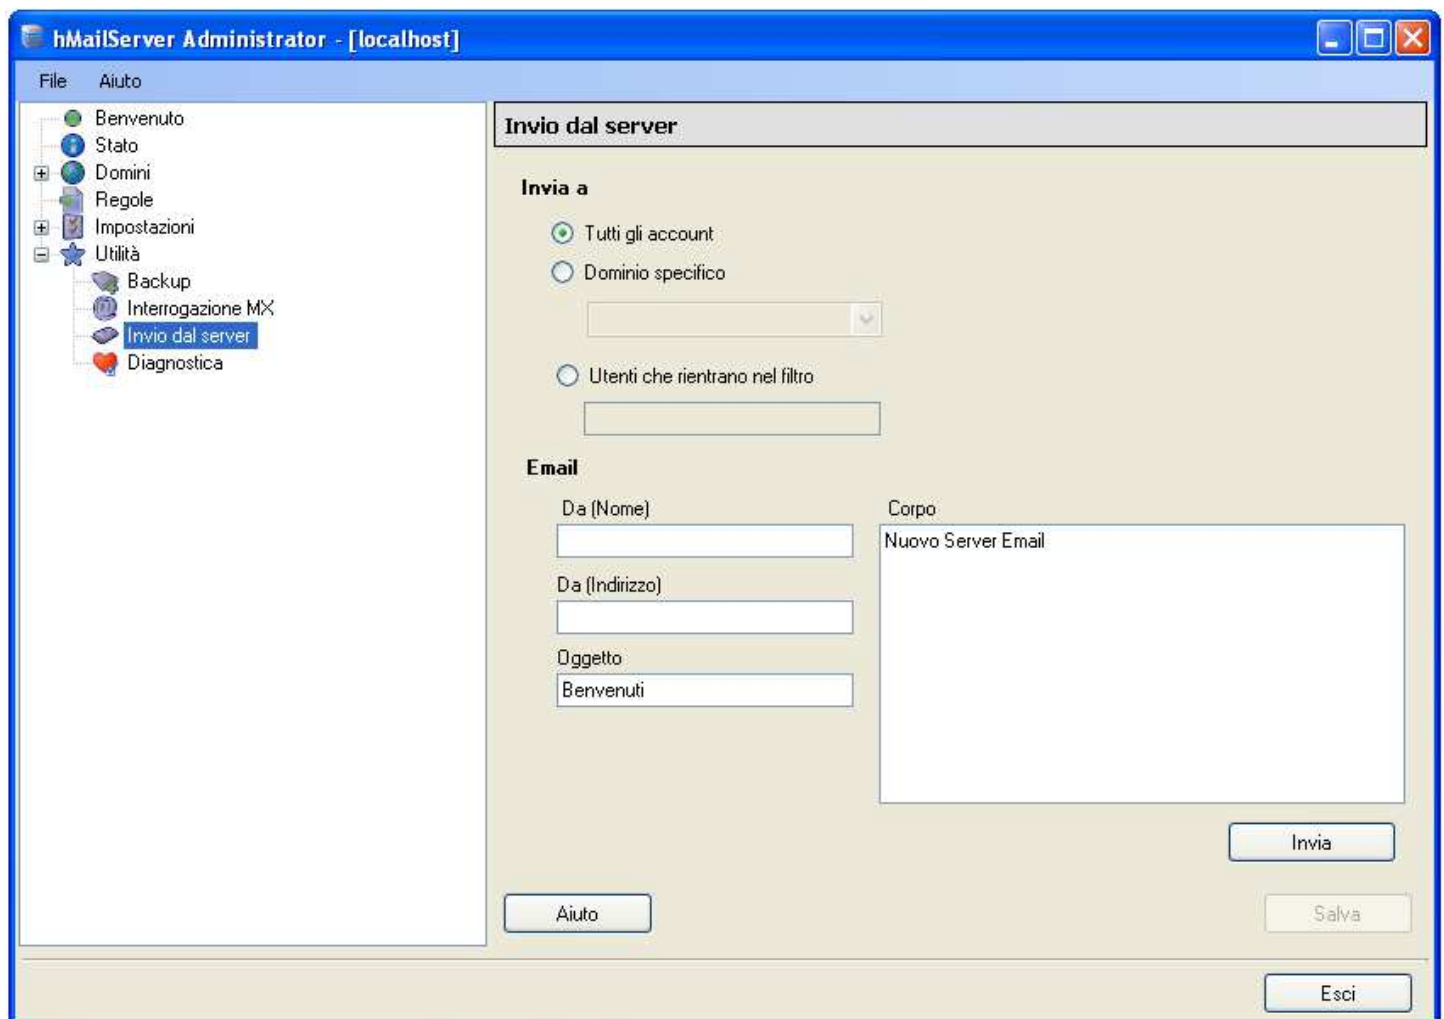 hMailServer Administrator - [localhost]
File Aiuto
Benvenuto
Stato
Domini
Regole
Impostazioni
Utilità
Backup
Interrogazione MX
Invio dal server
Diagnostica
Invio dal server
Invia a
Tutti gli account
Dominio specifico
Utenti che rientrano nel filtro
Email
Da (Nome)
Da (Indirizzo)
Oggetto
Benvenuti
Corpo
Nuovo Server Email
Invia
Aiuto
Salva
Esci